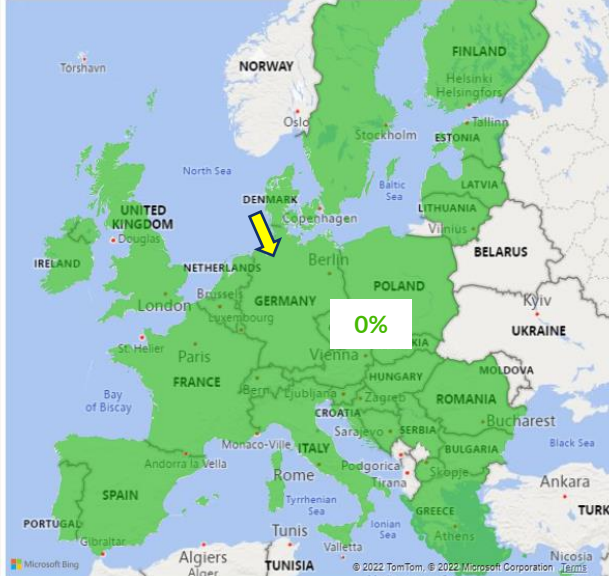 FINLAND
Torshavn
NORWAY
Helsinki
Helsingfors
Oslo
Tallinn
Stockholm
ESTONIA
North Sea
Baltic
Sea
LATVIA
DENMARK
LITHUANIA
UNITED
KINGDOM
Copenhagen
Vilnius
Douglas
BELARUS
IRELAND
NETHERLANDS
Berlin
POLAND
London
Brussels
GERMANY
Kyiv
Luxembourg
0%
UKRAINE
St. Helier
Paris
Vienna
KIA
MOLDOVA
FRANCE
Bern
Ljubljana
HUNGARY
Bay
of Biscay
Zagreb
ROMANIA
CROATIA
Bucharest
Monaco-Ville
ITALY
Sarajevo
SERBIA
Black Sea
BULGARIA
Andorra la Vella
Rome
Podgorica
Skopje
Tirana
Ankara
SPAIN
Tyrrhenian
Sea
GREECE
TURK
PORTUGAL
Ionian
Sea
Athens
Gibraltar
Tunis
Valletta
Algiers
Alger
TUNISIA
Nicosia
Microsoft Bing
© 2022 TomTom, © 2022 Microsoft Corporation Terms